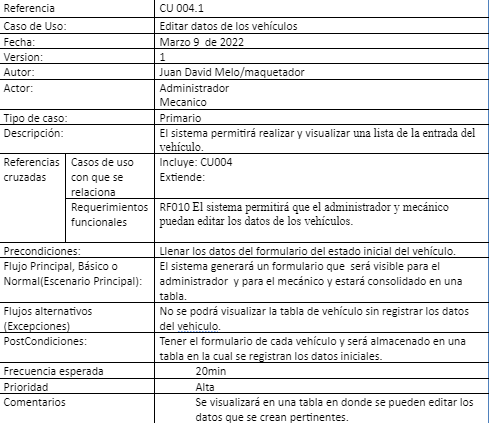 Referencia CU 004.1
Caso de Uso: Editar datos de los vehículos
Fecha: Marzo 9 de 2022
Version: 1
Autor: Juan David Melo/maquetador
Actor: Administrador
Mecanico
Tipo de caso: Primario
Descripción: El sistema permitirá realizar y visualizar una lista de la entrada del
vehículo.
Referencias Casos de uso Incluye: CU004
cruzadas con que se Extiende:
relaciona
Requerimientos RF010 El sistema permitirá que el administrador y mecánico
funcionales puedan editar los datos de los vehículos.
Precondiciones: Llenar los datos del formulario del estado inicial del vehículo.
Flujo Principal, Básico o El sistema generará un formulario que será visible para el
Normal(Escenario Principal): administrador y para el mecánico y estará consolidado en una
tabla.
Flujos alternativos No se podrá visualizar la tabla de vehículo sin registrar los datos
(Excepciones) del vehiculo.
PostCondiciones: Tener el formulario de cada vehículo y será almacenado en una
tabla en la cual se registran los datos iniciales.
Frecuencia esperada 20min
Prioridad Alta
Comentarios Se visualizará en una tabla en donde se pueden editar los
datos que se crean pertinentes.